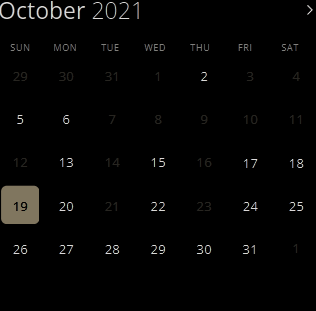 October 2021
SUN MON TUE WED THU FRI SAT
29 30 31 1 2 3 4
5 6 7 8 9 10 11
12 13 14 15 16 17 18
19 20 21 22 23 24 25
26 27 28 29 30 31 1